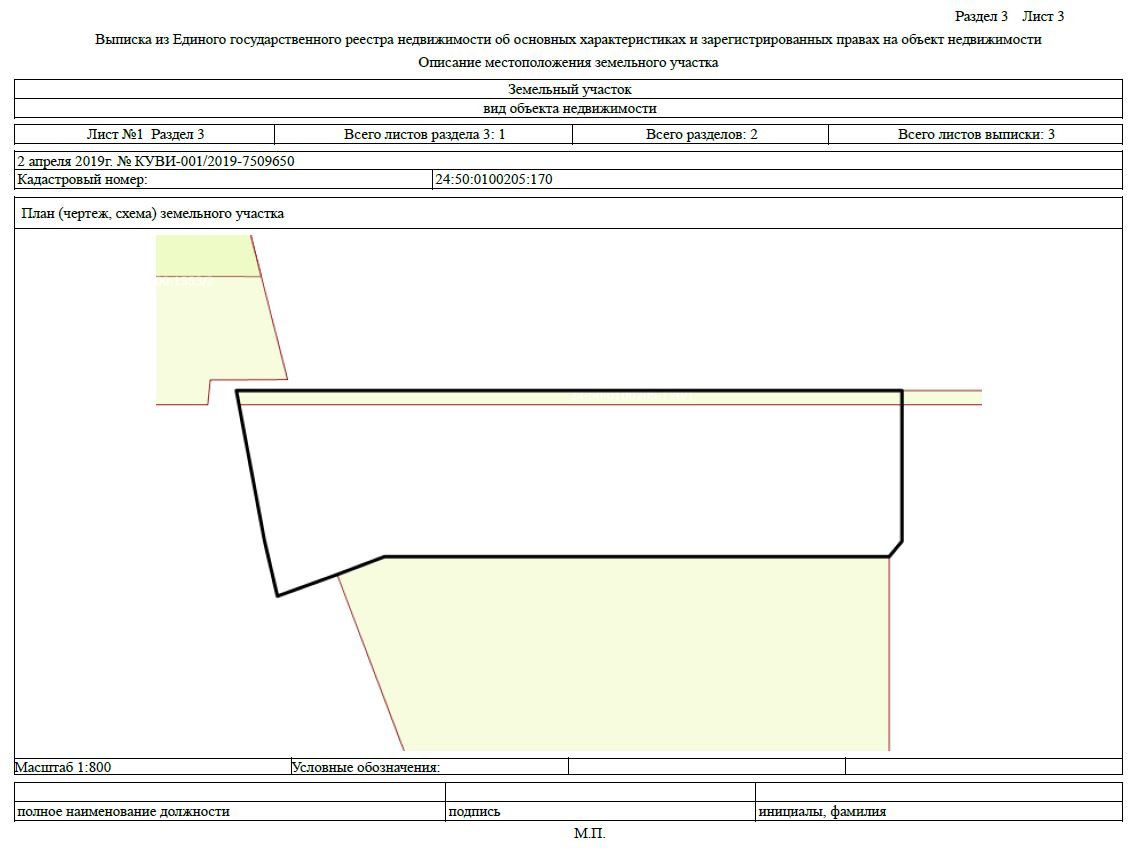 Раздел 3 Лист 3
Выписка из Единого государственного реестра недвижимости об основных характеристиках и зарегистрированных правах на объект недвижимости
Описание местоположения земельного участка
Земельный участок
вид объекта недвижимости
Лист №1 Раздел 3 Всего листов раздела 3: 1 Всего разделов: 2 Всего листов выписки: 3
2 апреля 2019г. № КУВИ-001/2019-7509650
Кадастровый номер: 24:50:0100205:170
План (чертеж, схема) земельного участка
Масштаб 1:800 Условные обозначения:
полное наименование должности подпись инициалы, фамилия
М.П.